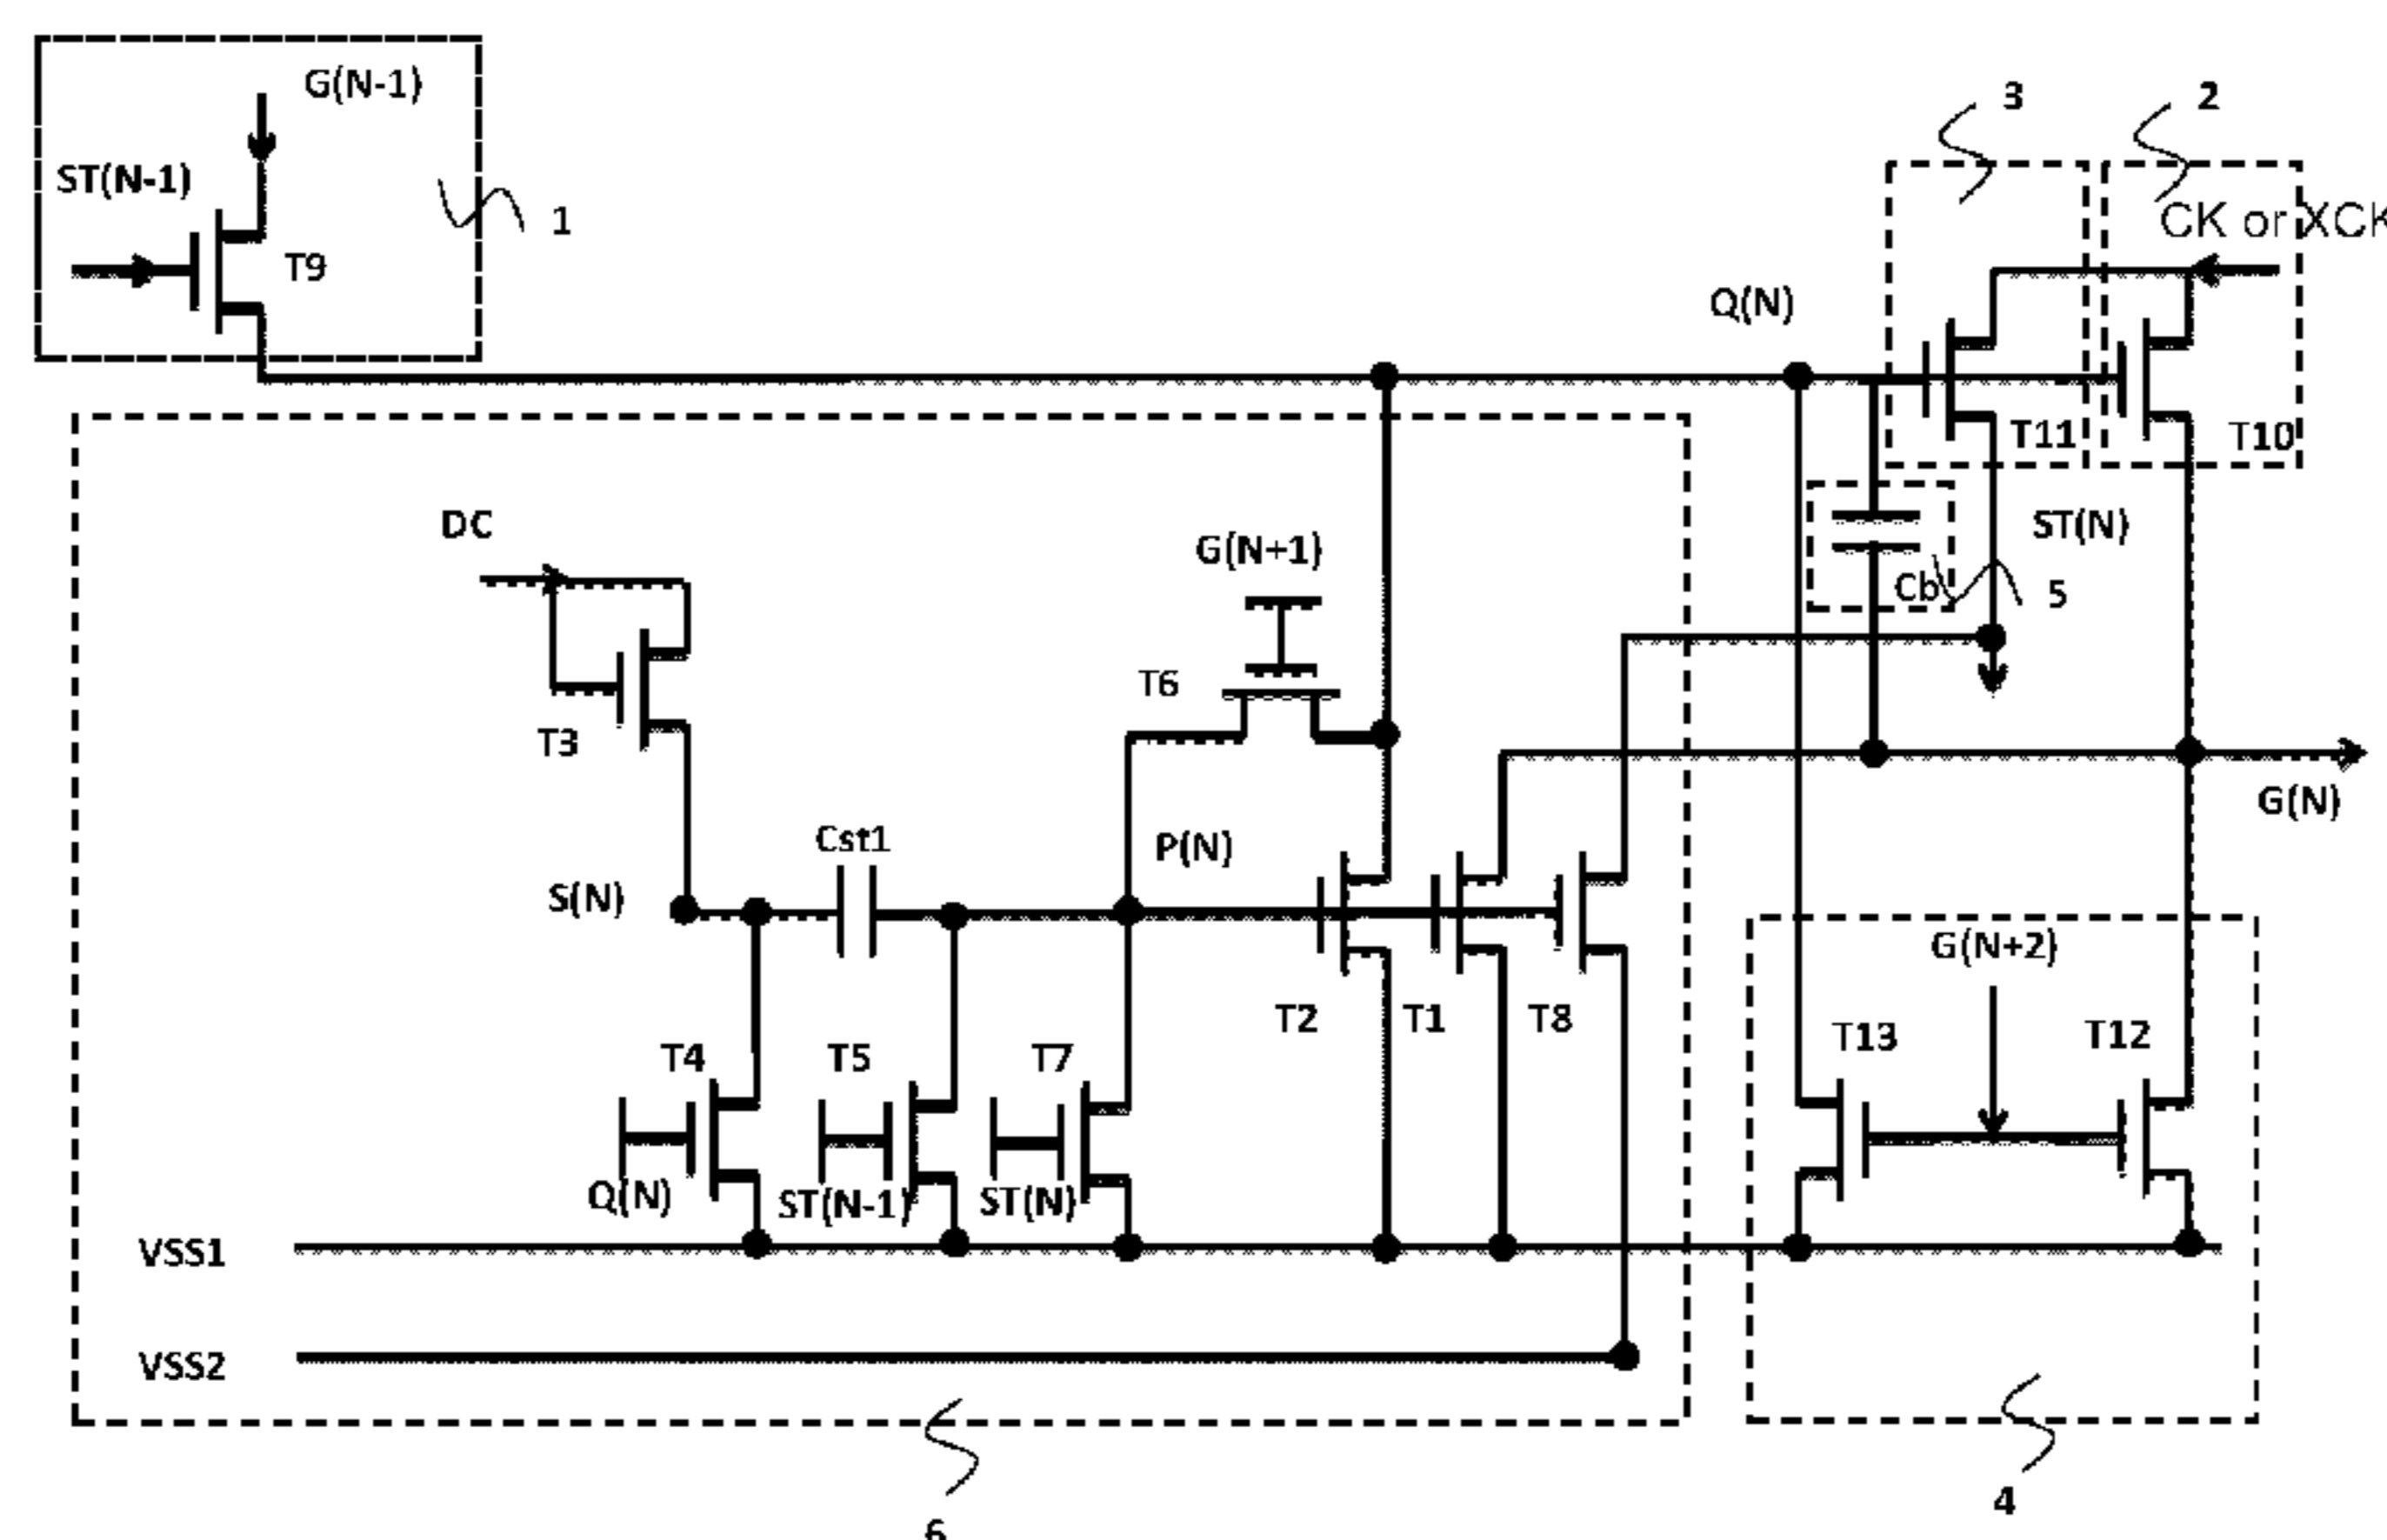 G(N-1)
ST(N-1)
T9
1
3
2
CK or XCK
Q(N)
T11
T10
DC
G(N+1)
ST(N)
Cb
5
T6
T3
G(N)
Cst1
P(N)
S(N)
G(N+2)
T2
T1
T8
T13
T12
T4
T5
T7
Q(N)
ST(N-1)
ST(N)
VSS1
VSS2
4
6